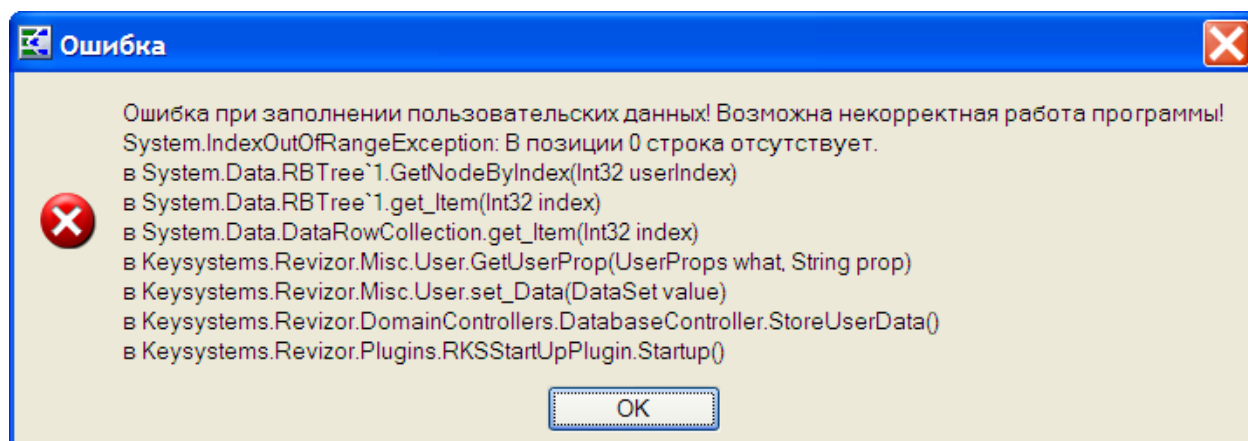 Ошибка
Ошибка при заполнении пользовательских данных! Возможна некорректная работа программы!
System.IndexOutOfRangeException: В позиции 0 строка отсутствует.
в System.Data.RBTree`1.GetNodeByIndex(Int32 userIndex)
в System.Data.RBTree`1.get_Item(Int32 index)
в System.Data.DataRowCollection.get_Item(Int32 index)
в Keysystems.Revizor.Misc.User.GetUserProp(UserProps what, String prop)
в Keysystems.Revizor.Misc.User.set_Data(DataSet value)
в Keysystems.Revizor.DomainControllers.DatabaseController.StoreUserData()
в Keysystems.Revizor.Plugins.RKSStartUpPlugin.Startup()
OK